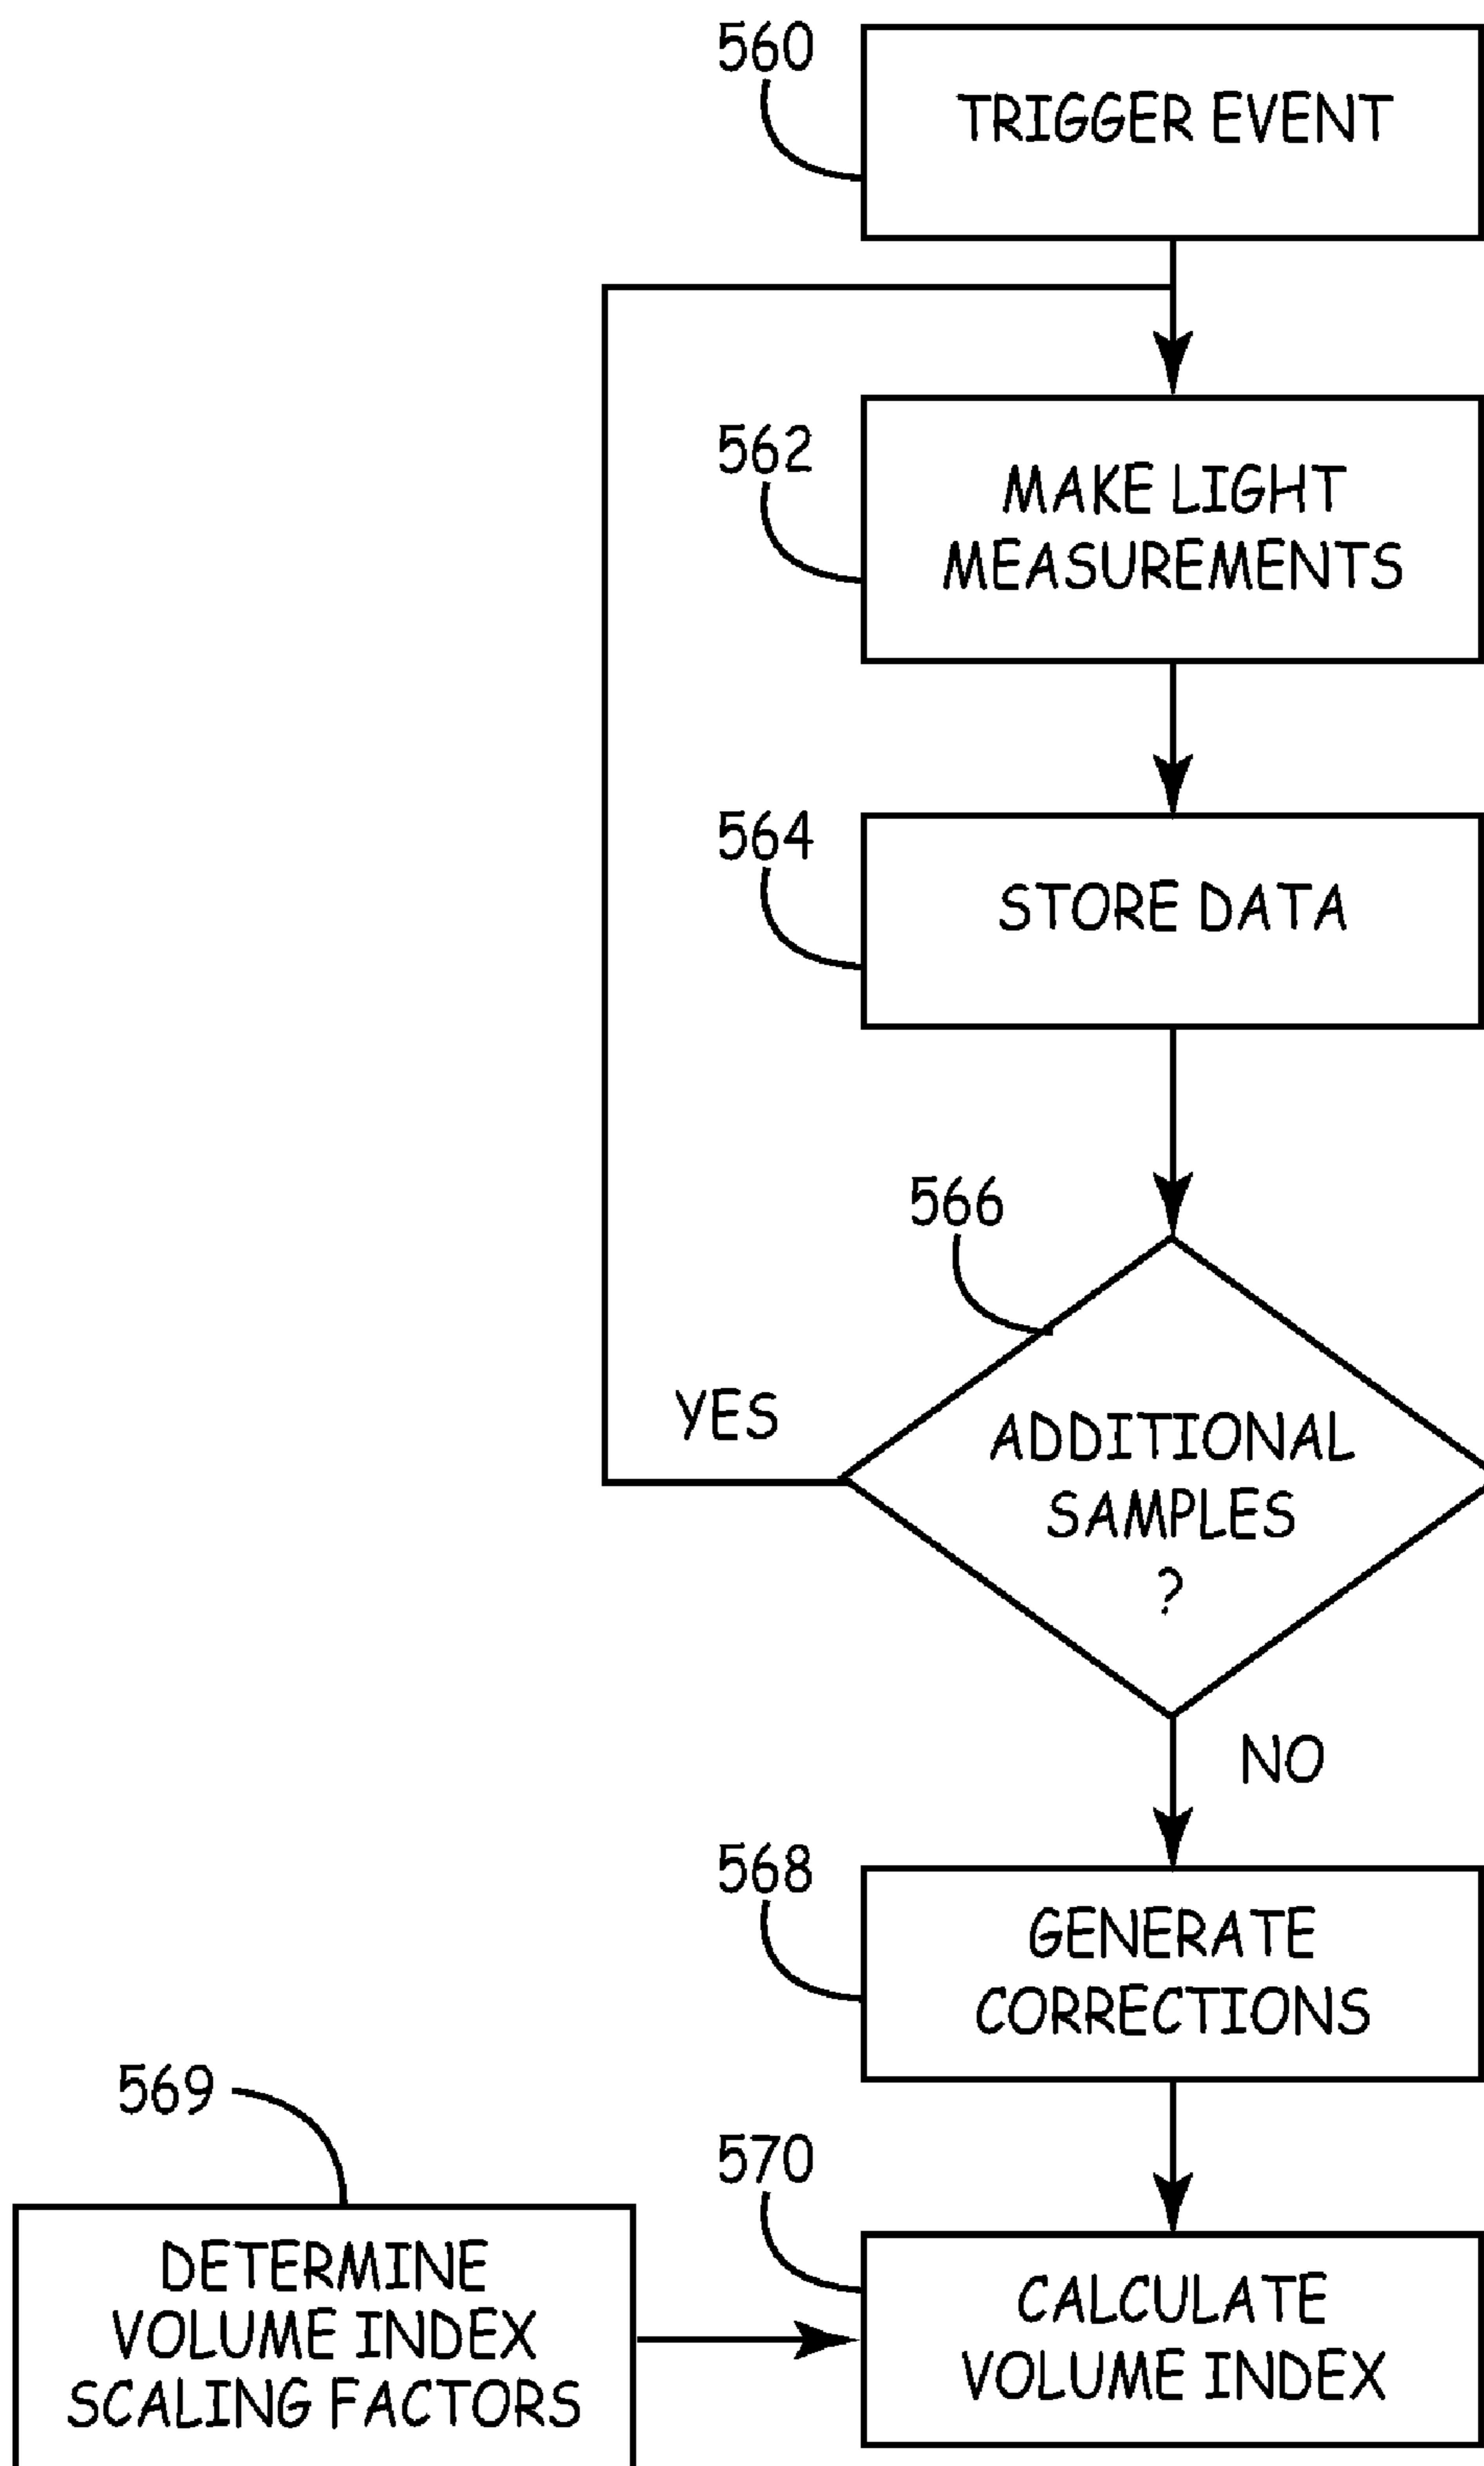 560
TRIGGER EVENT
562
MAKE LIGHT
MEASUREMENTS
564
STORE DATA
566
YES
ADDITIONAL
SAMPLES
?
NO
568
GENERATE
CORRECTIONS
569
DETERMINE
VOLUME INDEX
SCALING FACTORS
570
CALCULATE
VOLUME INDEX